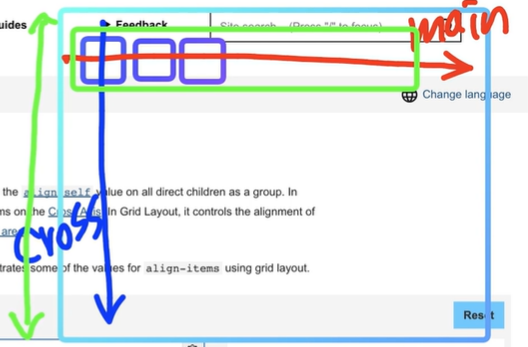 uides
Feedback
Site search... (Press "/" to focus)
main
Change language
the align-self value on all direct children as a group. In
ms on the Cross Axis. In Grid Layout, it controls the alignment of
area
cross
trates some of the values for align-items using grid layout.
Reset